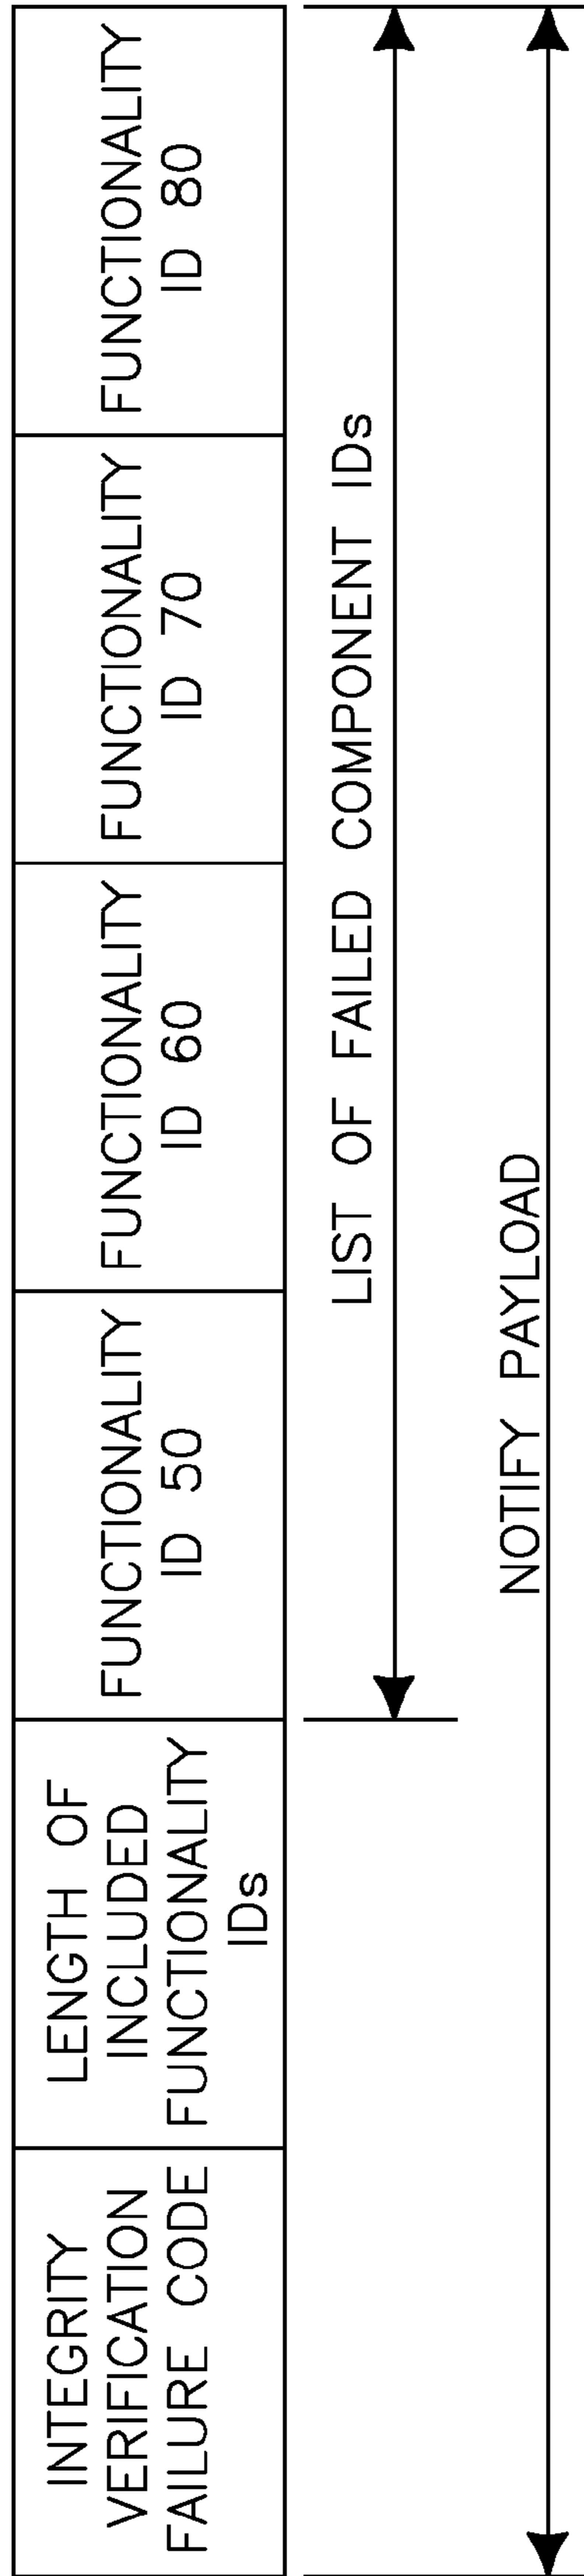 INTEGRITY
VERIFICATION
FAILURE CODE
LENGTH OF
INCLUDED
FUNCTIONALITY
IDs
FUNCTIONALITY
ID 50
FUNCTIONALITY
ID 60
FUNCTIONALITY
ID 70
FUNCTIONALITY
ID 80
LIST OF FAILED COMPONENT IDs
NOTIFY PAYLOAD